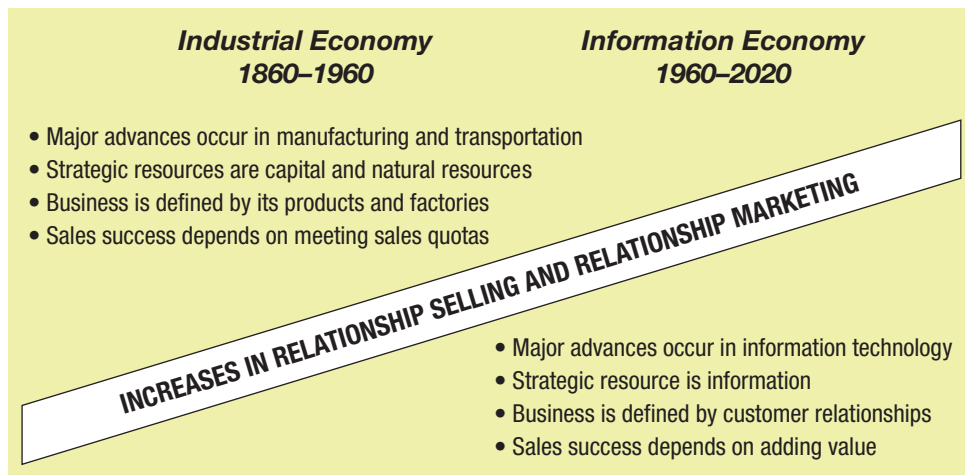 Industrial Economy
1860–1960
Information Economy
1960–2020
• Major advances occur in manufacturing and transportation
• Strategic resources are capital and natural resources
• Business is defined by its products and factories
• Sales success depends on meeting sales quotas
INCREASES IN RELATIONSHIP SELLING AND RELATIONSHIP MARKETING
• Major advances occur in information technology
• Strategic resource is information
• Business is defined by customer relationships
• Sales success depends on adding value